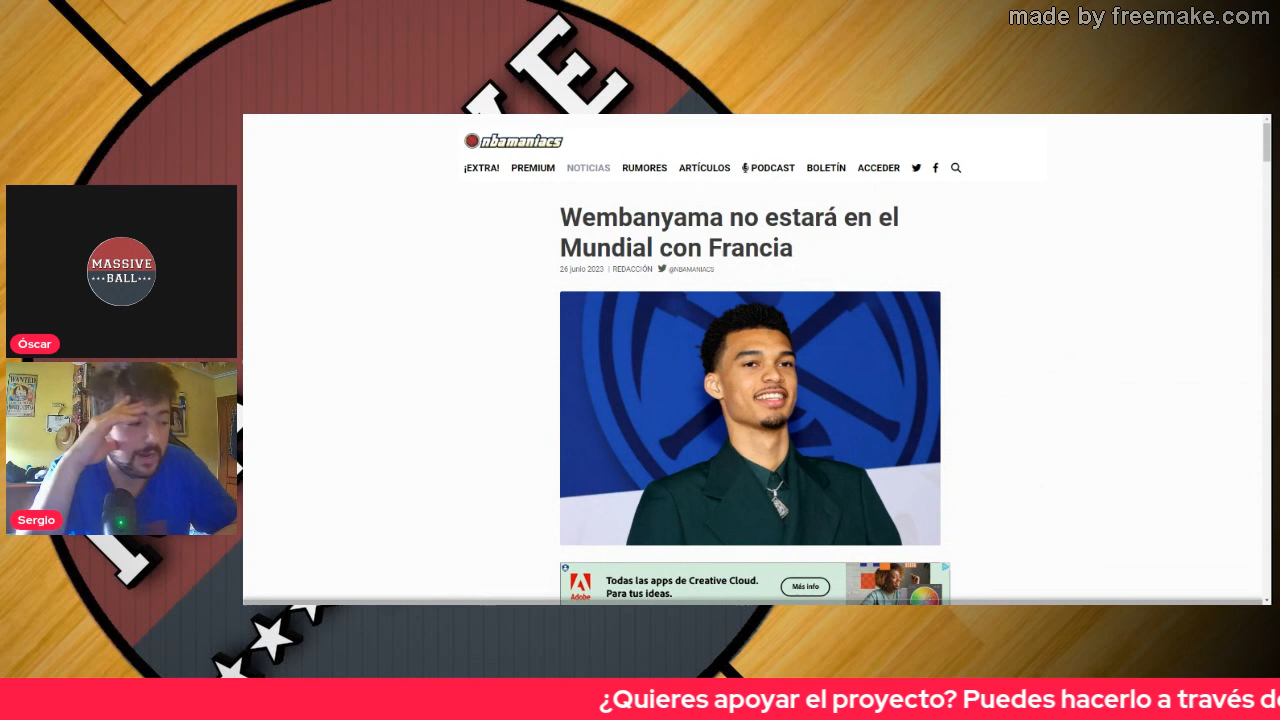 made by freemake.com
nbamaniacs
¡EXTRA! PREMIUM NOTICIAS RUMORES ARTÍCULOS PODCAST BOLETÍN ACCEDER
Wembanyama no estará en el
Mundial con Francia
26 junio 2023 | REDACCIÓN @NBAMANIACS
MASSIVE
BALL
Óscar
WANTED
Sergio
Adobe
Todas las apps de Creative Cloud.
Para tus ideas.
Más info
¿Quieres apoyar el proyecto? Puedes hacerlo a través de